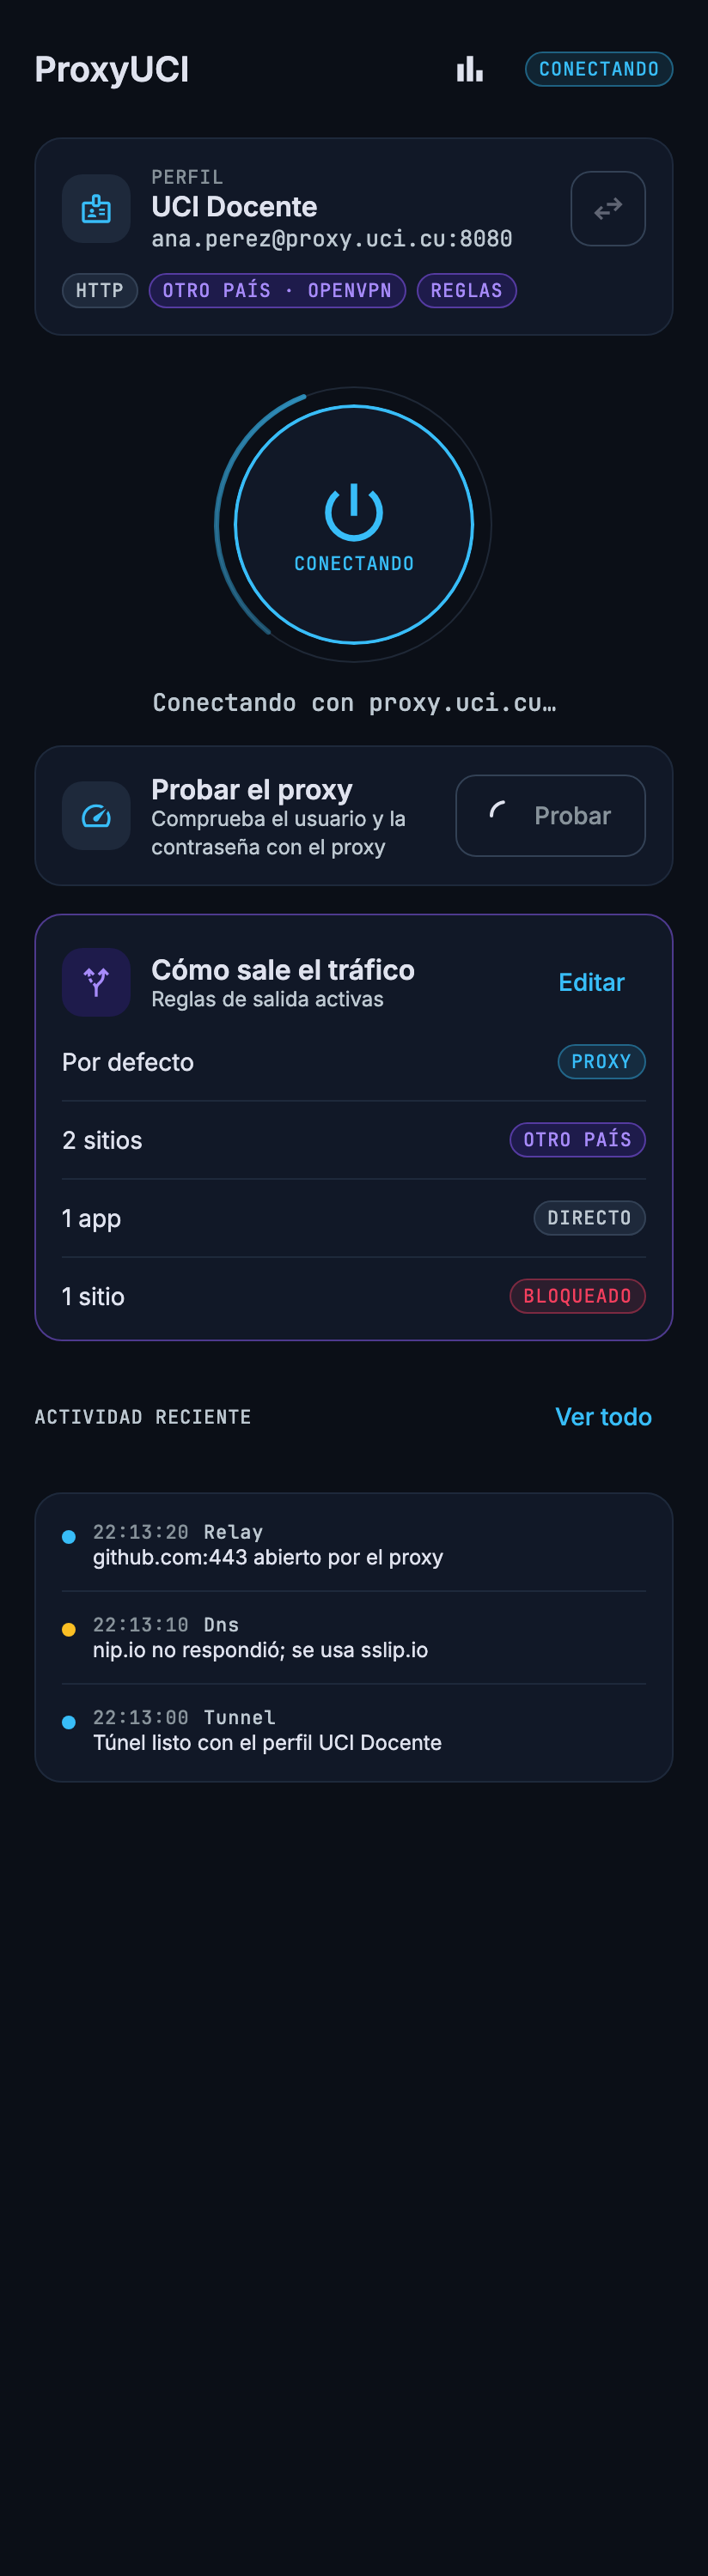 ProxyUCI
CONECTANDO
PERFIL
UCI Docente
ana.perez@proxy.uci.cu:8080
HTTP
OTRO PAÍS · OPENVPN
REGLAS
CONECTANDO
Conectando con proxy.uci.cu…
Probar el proxy
Comprueba el usuario y la
contraseña con el proxy
Probar
Cómo sale el tráfico
Reglas de salida activas
Editar
Por defecto
PROXY
2 sitios
OTRO PAÍS
1 app
DIRECTO
1 sitio
BLOQUEADO
ACTIVIDAD RECIENTE
Ver todo
22:13:20 Relay
github.com:443 abierto por el proxy
22:13:10 Dns
nip.io no respondió; se usa sslip.io
22:13:00 Tunnel
Túnel listo con el perfil UCI Docente